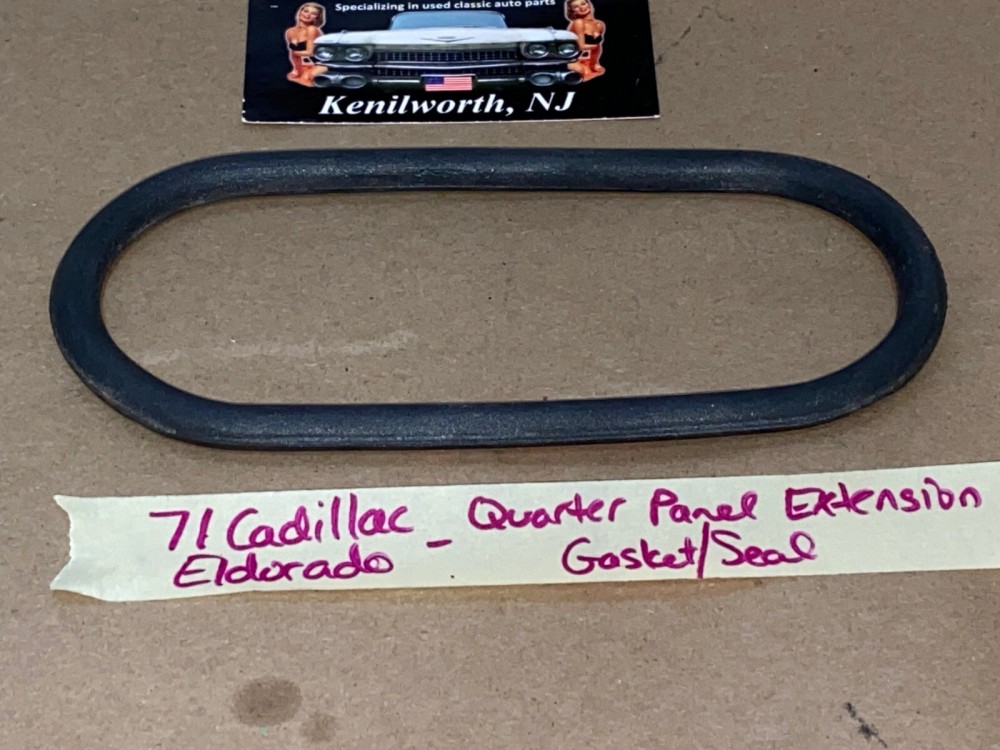 Specializing in used classic auto parts
Kenilworth, NJ
71 Cadillac - Quarter Panel Extension
Eldorado Gasket/Seal